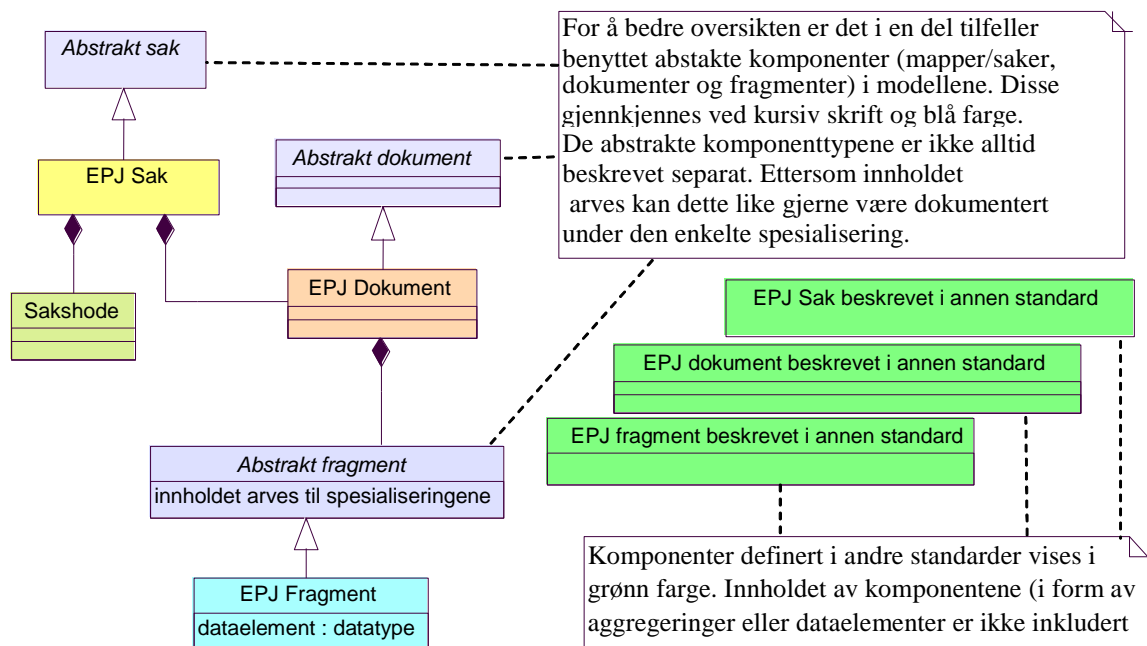 Abstrakt sak
EPJ Sak
Sakshode
Abstrakt dokument
EPJ Dokument
Abstrakt fragment
innholdet arves til spesialiseringene
EPJ Fragment
dataelement : datatype
For å bedre oversikten er det i en del tilfeller
benyttet abstakte komponenter (mapper/saker,
dokumenter og fragmenter) i modellene. Disse
gjennkjennes ved kursiv skrift og blå farge.
De abstrakte komponenttypene er ikke alltid
beskrevet separat. Ettersom innholdet
arves kan dette like gjerne være dokumentert
under den enkelte spesialisering.
EPJ Sak beskrevet i annen standard
EPJ dokument beskrevet i annen standard
EPJ fragment beskrevet i annen standard
Komponenter definert i andre standarder vises i
grønn farge. Innholdet av komponentene (i form av
aggregeringer eller dataelementer er ikke inkludert